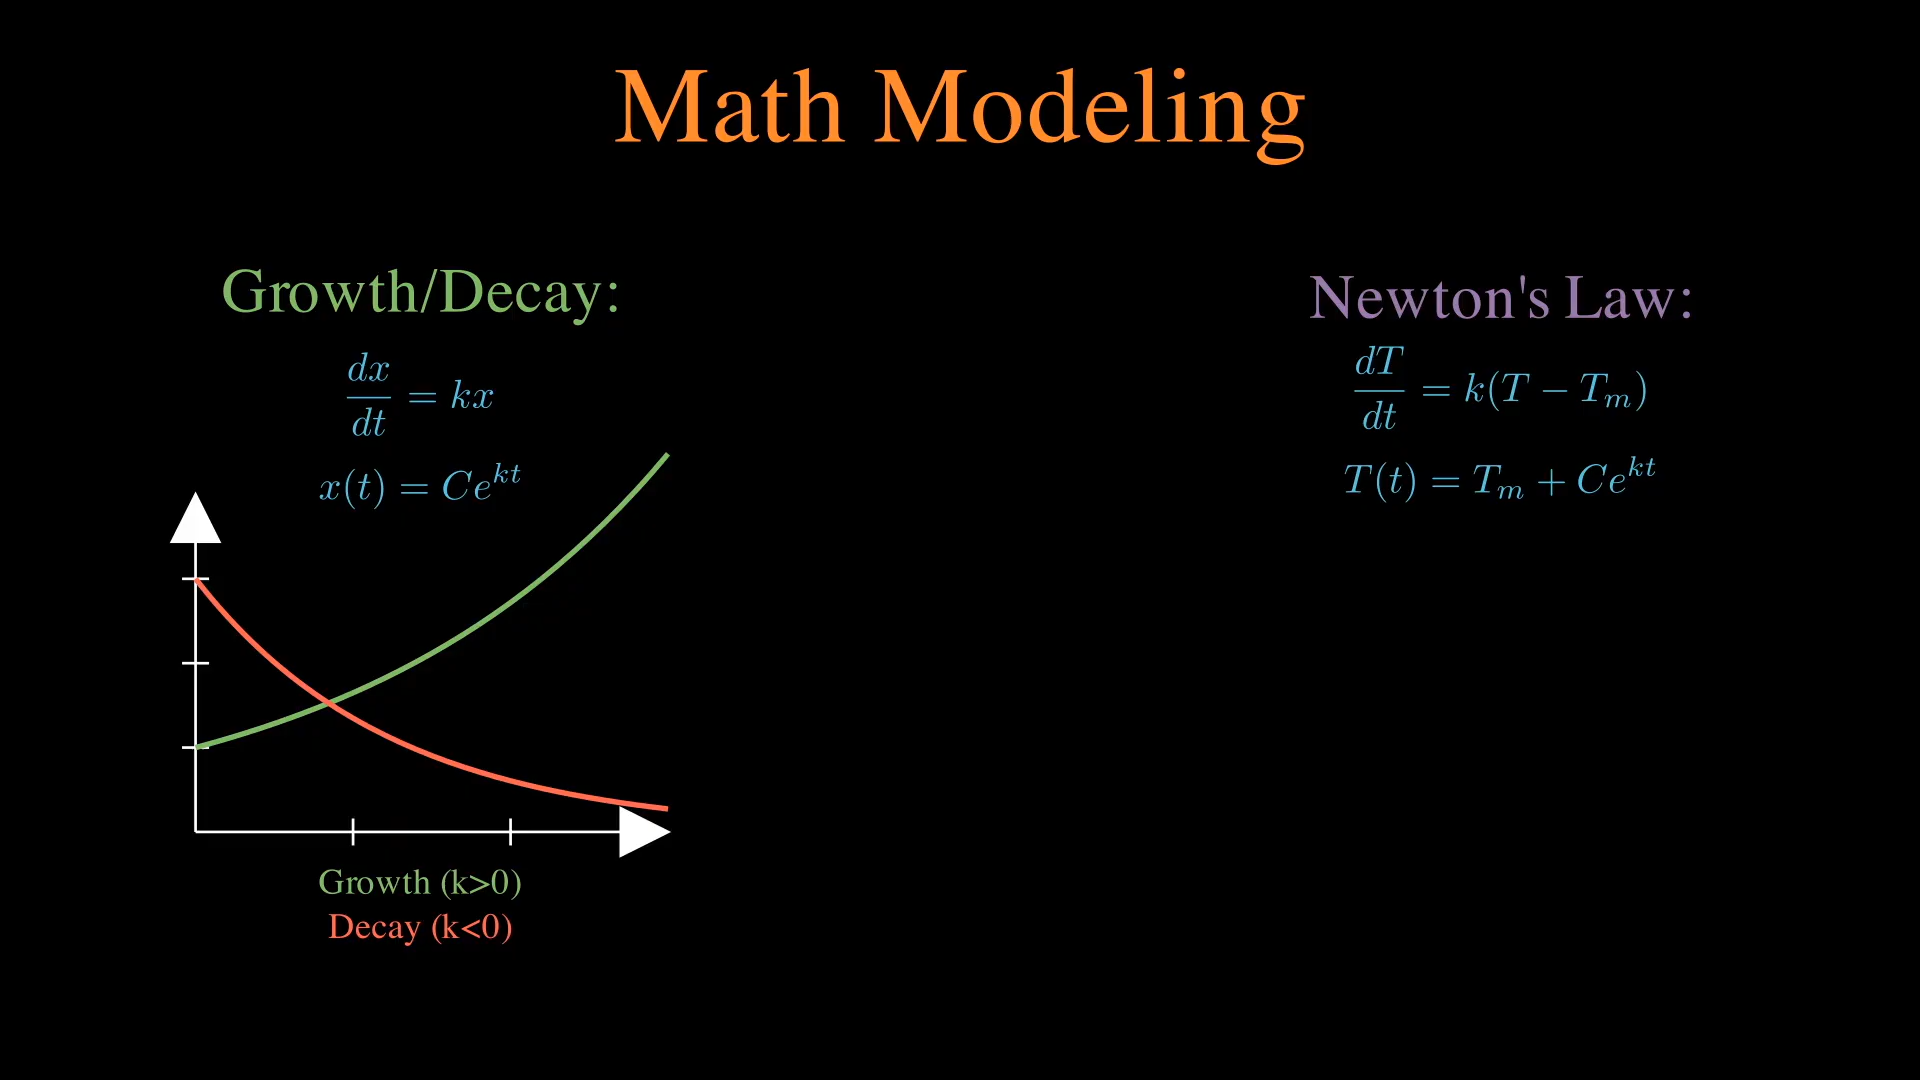 Math Modeling
Growth/Decay:
dx/dt = kx
x(t) = Ce^{kt}
Growth (k>0)
Decay (k<0)
Newton's Law:
dT/dt = k(T − T_m)
T(t) = T_m + Ce^{kt}